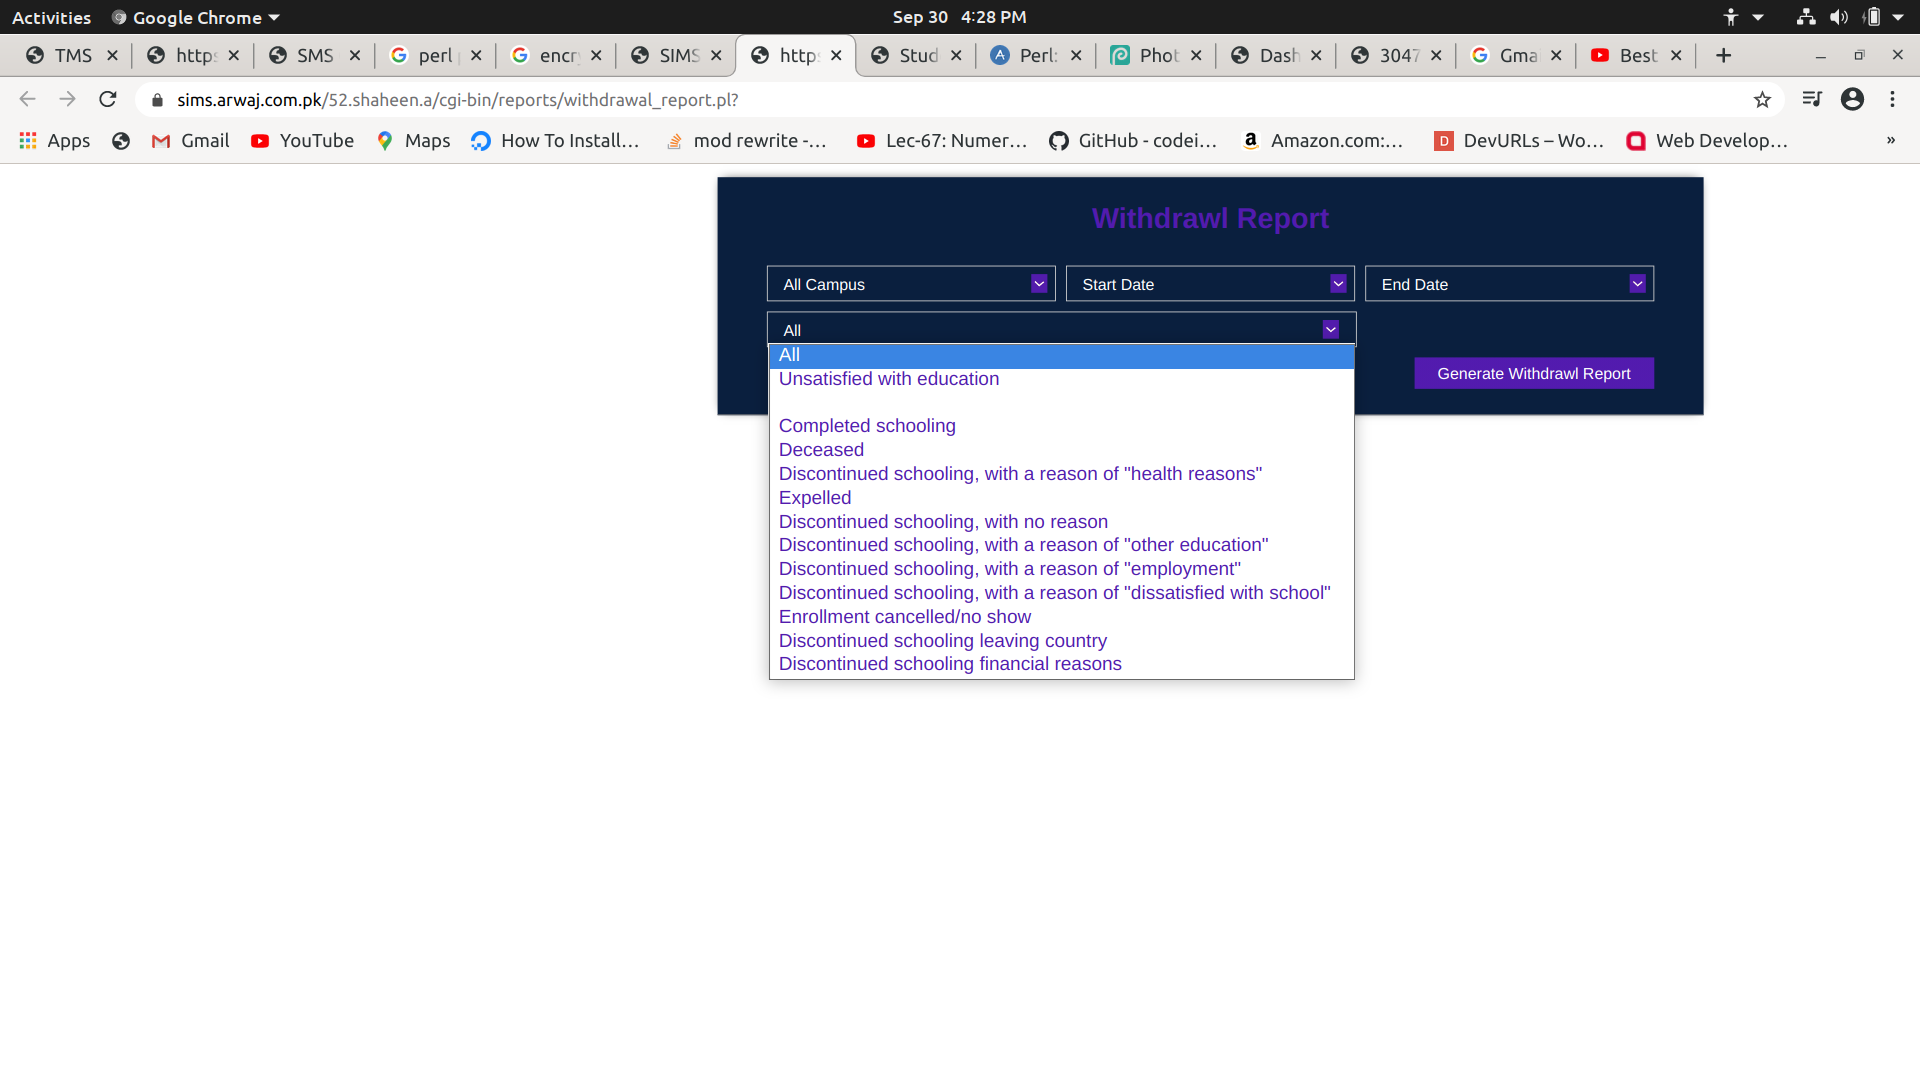 Activities Google Chrome Sep 30 4:28 PM
TMS https SMS perl encr SIMS http Stud Perl: Phot Dash 3047 Gma Best
sims.arwaj.com.pk/52.shaheen.a/cgi-bin/reports/withdrawal_report.pl?
Apps Gmail YouTube Maps How To Install... mod rewrite -... Lec-67: Numer... GitHub - codei... a Amazon.com:... D DevURLs – Wo... Web Develop... »
Withdrawl Report
All Campus Start Date End Date
All
All
Unsatisfied with education
Generate Withdrawl Report
Completed schooling
Deceased
Discontinued schooling, with a reason of "health reasons"
Expelled
Discontinued schooling, with no reason
Discontinued schooling, with a reason of "other education"
Discontinued schooling, with a reason of "employment"
Discontinued schooling, with a reason of "dissatisfied with school"
Enrollment cancelled/no show
Discontinued schooling leaving country
Discontinued schooling financial reasons